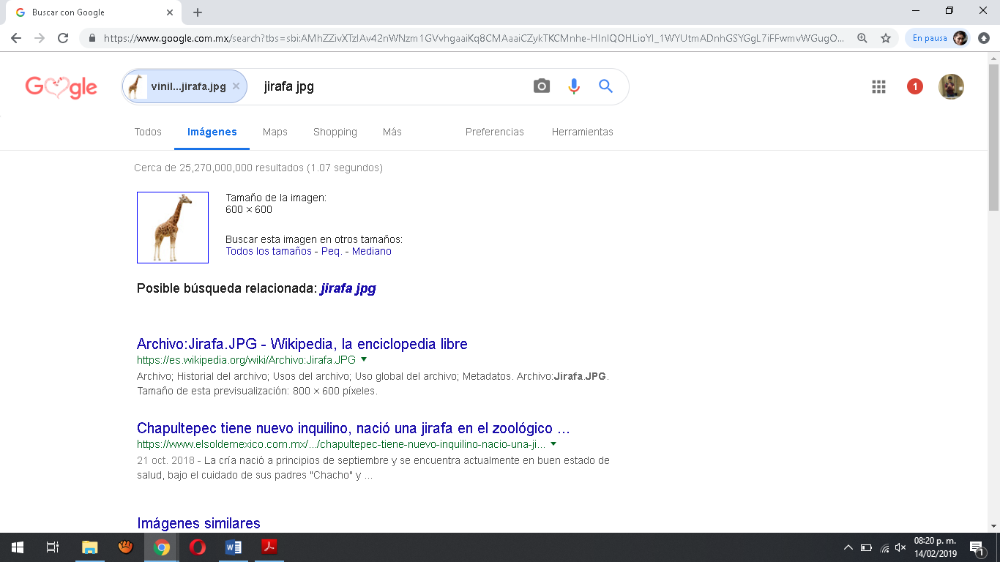 Buscar con Google
https://www.google.com.mx/search?tbs=sbi:
En pausa
Google
vinil...jirafa.jpg
jirafa jpg
1
Todos Imágenes Maps Shopping Más Preferencias Herramientas
Cerca de 25,270,000,000 resultados (1.07 segundos)
Tamaño de la imagen:
600 × 600
Buscar esta imagen en otros tamaños:
Todos los tamaños - Peq. - Mediano
Posible búsqueda relacionada: jirafa jpg
Archivo:Jirafa.JPG - Wikipedia, la enciclopedia libre
https://es.wikipedia.org/wiki/Archivo:Jirafa.JPG
Archivo; Historial del archivo; Usos del archivo; Uso global del archivo; Metadatos. Archivo:Jirafa.JPG.
Tamaño de esta previsualización: 800 × 600 píxeles.
Chapultepec tiene nuevo inquilino, nació una jirafa en el zoológico ...
https://www.elsoldemexico.com.mx/.../chapultepec-tiene-nuevo-inquilino-nacio-una-ji...
21 oct. 2018 - La cría nació a principios de septiembre y se encuentra actualmente en buen estado de
salud, bajo el cuidado de sus padres "Chacho" y ...
Imágenes similares
08:20 p. m.
14/02/2019
1